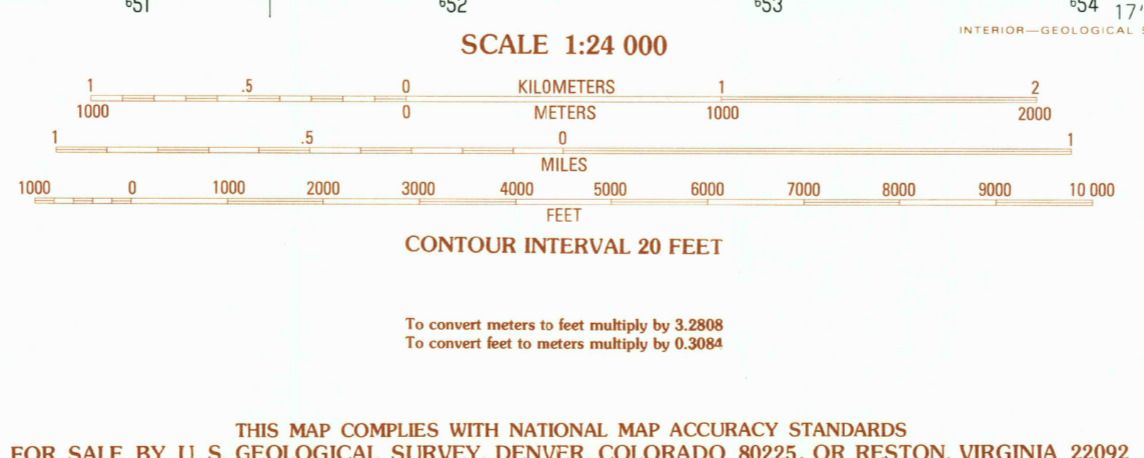 ⁶51 ⁶52 ⁶53 ⁶54 17'
INTERIOR—GEOLOGICAL
SCALE 1:24 000
1 .5 0 KILOMETERS 1 2
1000 0 METERS 1000 2000
1 .5 0 1
MILES
1000 0 1000 2000 3000 4000 5000 6000 7000 8000 9000 10 000
FEET
CONTOUR INTERVAL 20 FEET
To convert meters to feet multiply by 3.2808
To convert feet to meters multiply by 0.3084
THIS MAP COMPLIES WITH NATIONAL MAP ACCURACY STANDARDS
FOR SALE BY U. S. GEOLOGICAL SURVEY, DENVER, COLORADO 80225, OR RESTON, VIRGINIA 22092